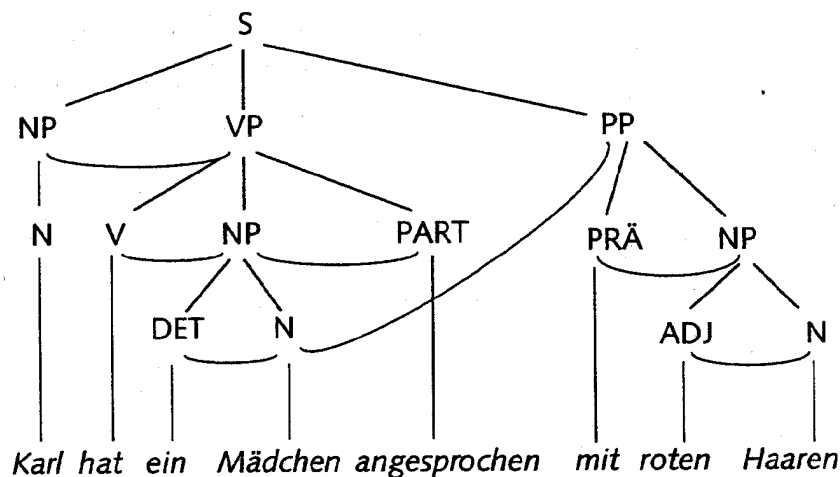 S
NP VP PP
N V NP PART PRÄ NP
DET N ADJ N
Karl hat ein Mädchen angesprochen mit roten Haaren